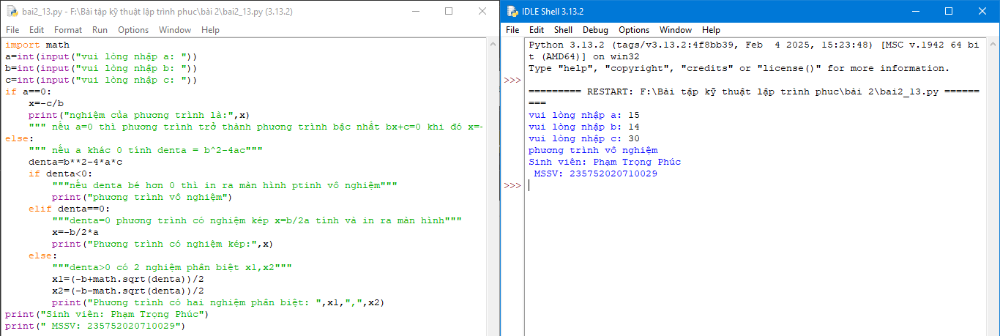 bai2_13.py - F:\Bài tập kỹ thuật lập trình phuc\bài 2\bai2_13.py (3.13.2)
File Edit Format Run Options Window Help
import math
a=int(input("vui lòng nhập a: "))
b=int(input("vui lòng nhập b: "))
c=int(input("vui lòng nhập c: "))
if a==0:
    x=-c/b
    print("nghiệm của phương trình là:",x)
    """ nếu a=0 thì phương trình trở thành phương trình bậc nhất bx+c=0 khi đó x=-
else:
    """ nếu a khác 0 tính denta = b^2-4ac"""
    denta=b**2-4*a*c
    if denta<0:
        """nếu denta bé hơn 0 thì in ra màn hình ptinh vô nghiệm"""
        print("phương trình vô nghiệm")
    elif denta==0:
        """denta=0 phương trình có nghiệm kép x=b/2a tính và in ra màn hình"""
        x=-b/2*a
        print("Phương trình có nghiệm kép:",x)
    else:
        """denta>0 có 2 nghiệm phân biệt x1,x2"""
        x1=(-b+math.sqrt(denta))/2
        x2=(-b-math.sqrt(denta))/2
        print("Phương trình có hai nghiệm phân biệt: ",x1,",",x2)
print("Sinh viên: Phạm Trọng Phúc")
print(" MSSV: 235752020710029")
IDLE Shell 3.13.2
File Edit Shell Debug Options Window Help
Python 3.13.2 (tags/v3.13.2:4f8bb39, Feb  4 2025, 15:23:48) [MSC v.1942 64 bi
t (AMD64)] on win32
Type "help", "copyright", "credits" or "license()" for more information.
>>>
========= RESTART: F:\Bài tập kỹ thuật lập trình phuc\bài 2\bai2_13.py ======
===
vui lòng nhập a: 15
vui lòng nhập b: 14
vui lòng nhập c: 30
phương trình vô nghiệm
Sinh viên: Phạm Trọng Phúc
 MSSV: 235752020710029
>>>